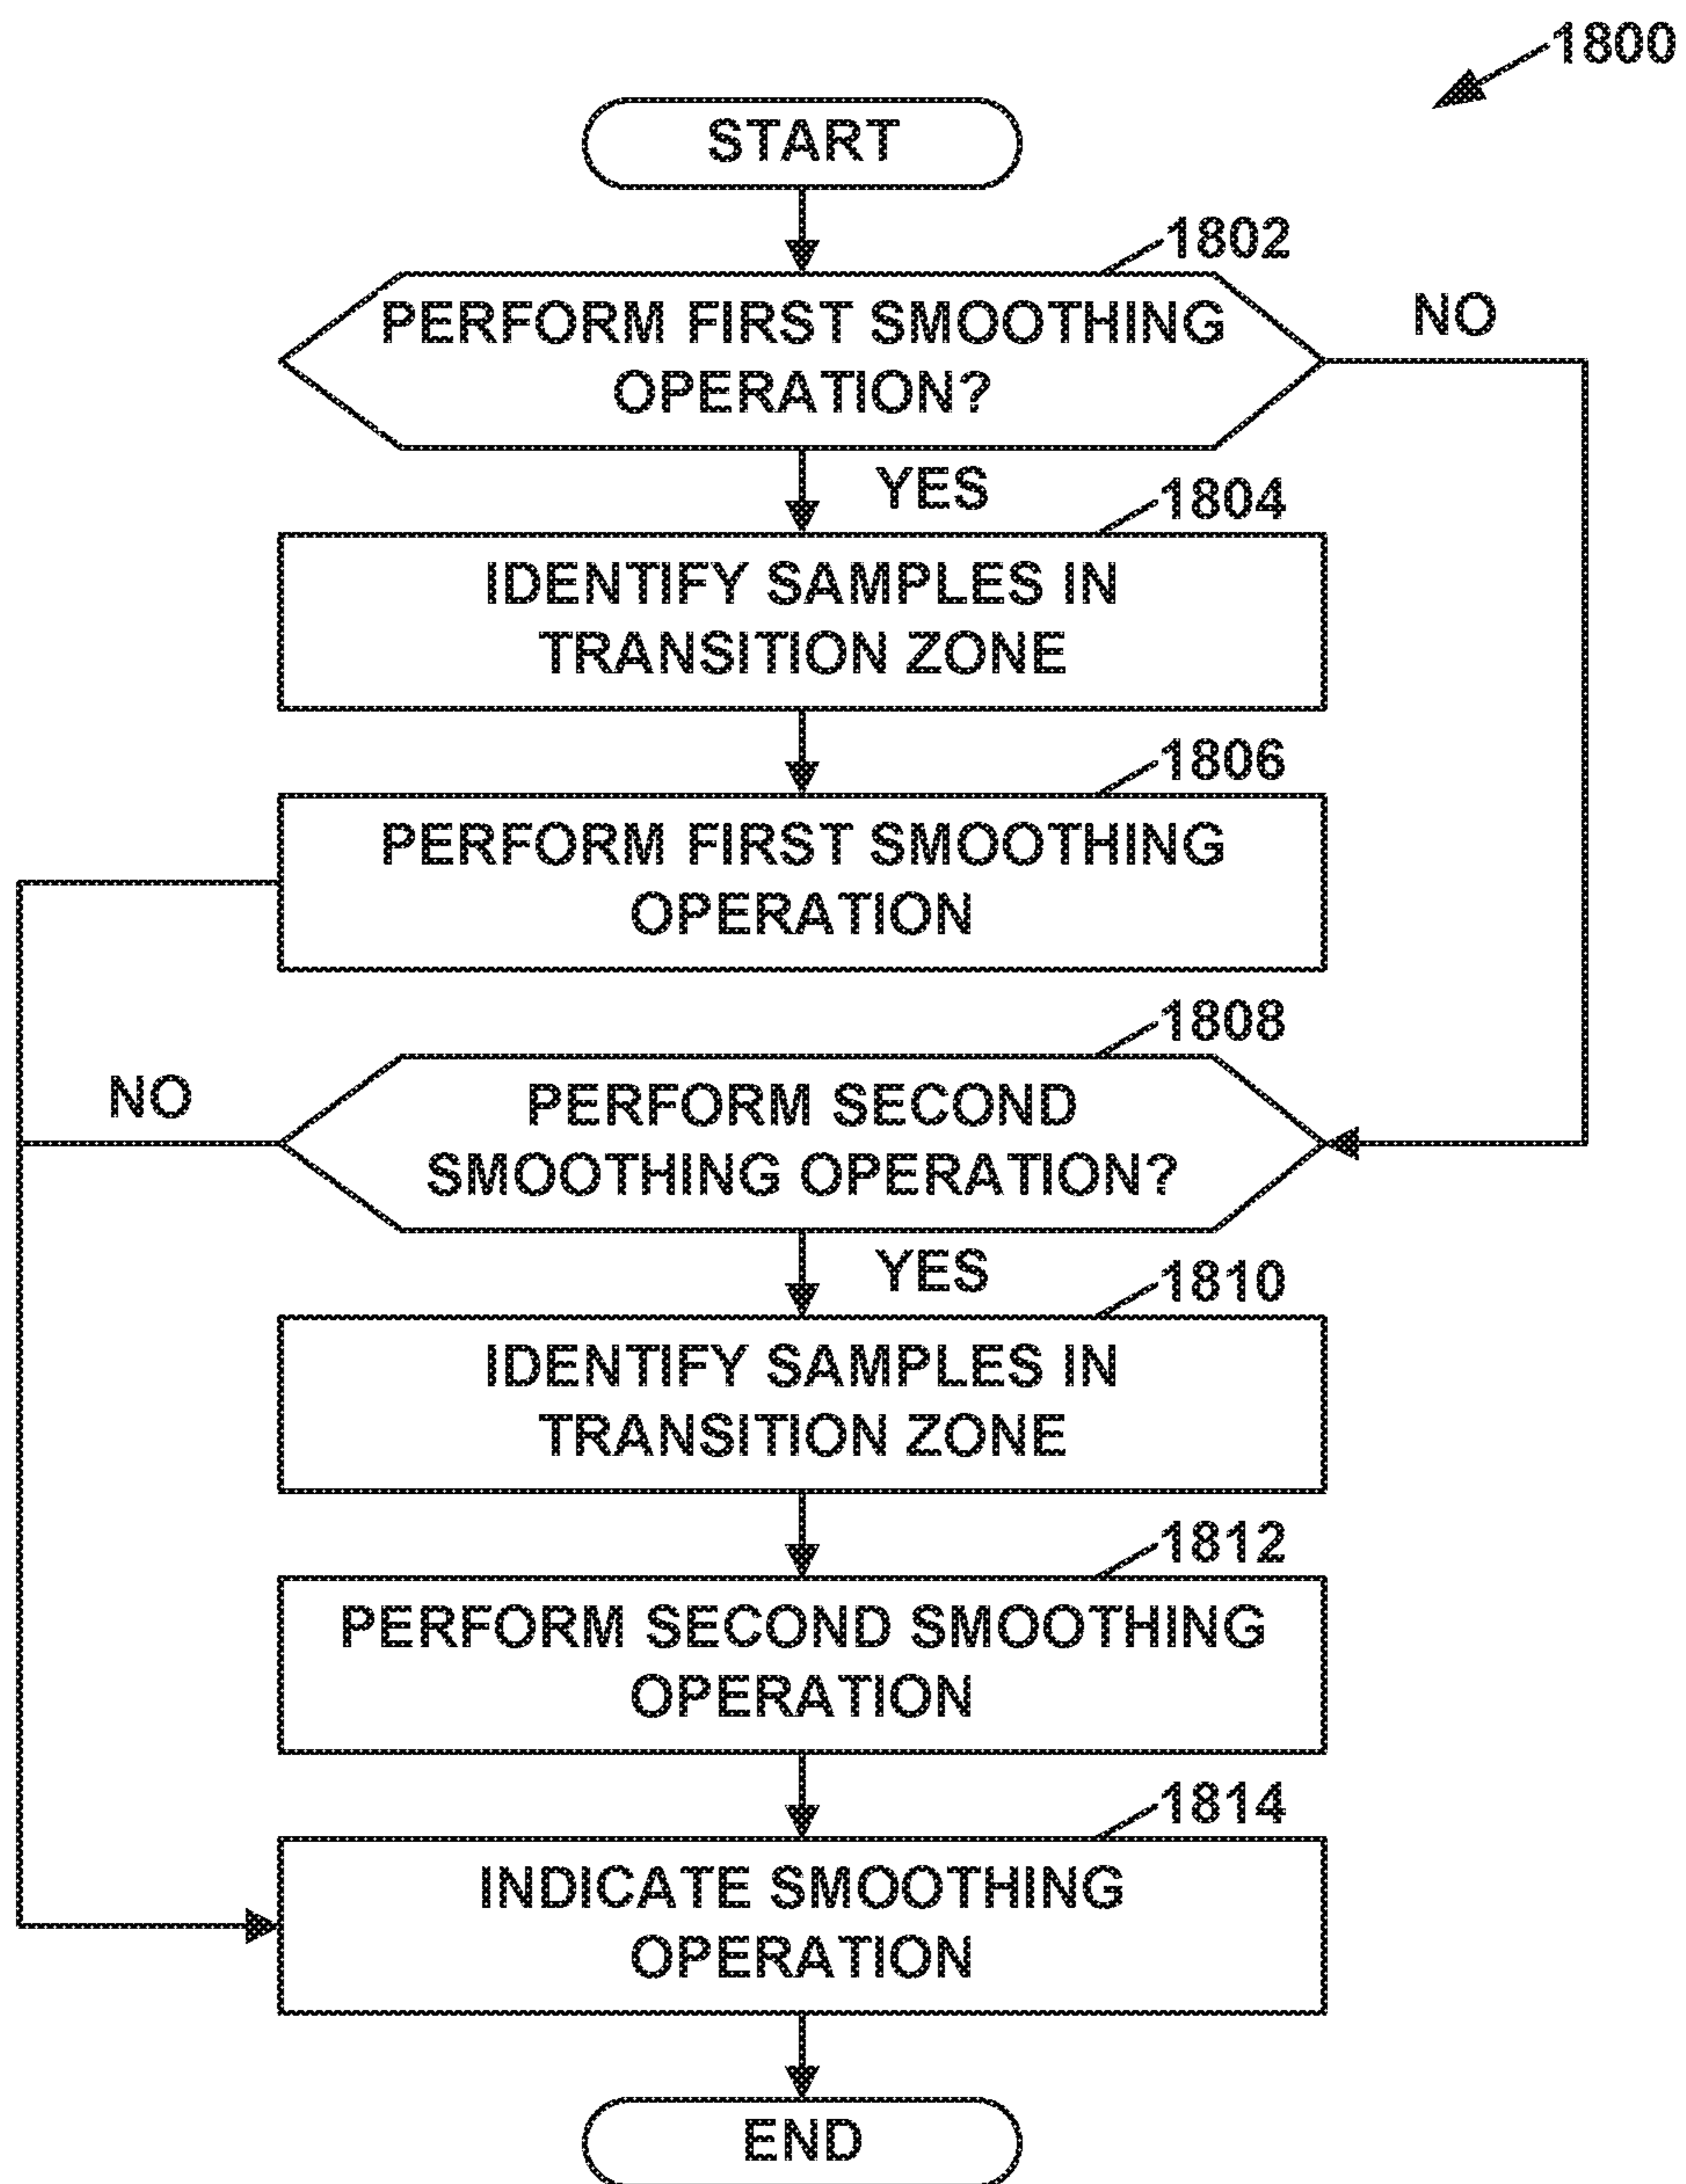 1800
START
1802
PERFORM FIRST SMOOTHING
OPERATION?
NO
YES
1804
IDENTIFY SAMPLES IN
TRANSITION ZONE
1806
PERFORM FIRST SMOOTHING
OPERATION
1808
NO
PERFORM SECOND
SMOOTHING OPERATION?
YES
1810
IDENTIFY SAMPLES IN
TRANSITION ZONE
1812
PERFORM SECOND SMOOTHING
OPERATION
1814
INDICATE SMOOTHING
OPERATION
END